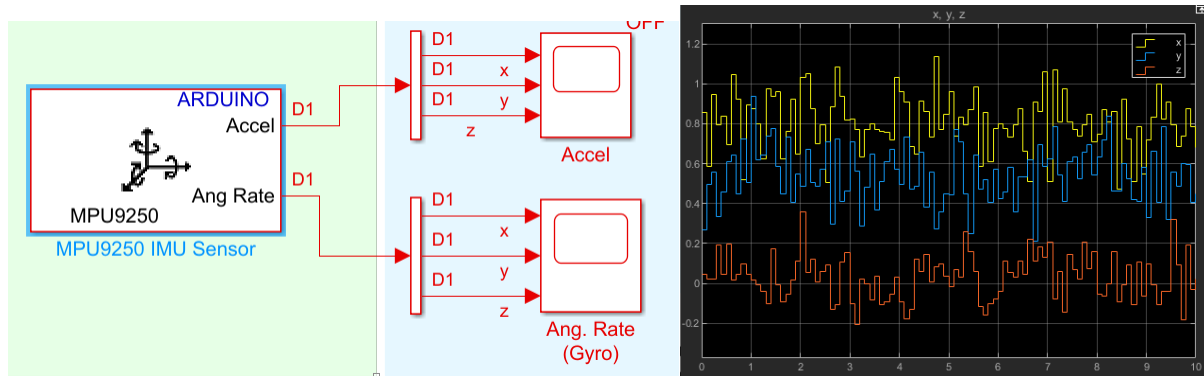 ARDUINO
Accel
Ang Rate
MPU9250
MPU9250 IMU Sensor
D1
D1
OFF
D1
D1
x
D1
y
z
Accel
D1
x
D1
y
D1
z
Ang. Rate
(Gyro)
x, y, z
x
y
z
1.2
1
0.8
0.6
0.4
0.2
0
-0.2
0 1 2 3 4 5 6 7 8 9 10